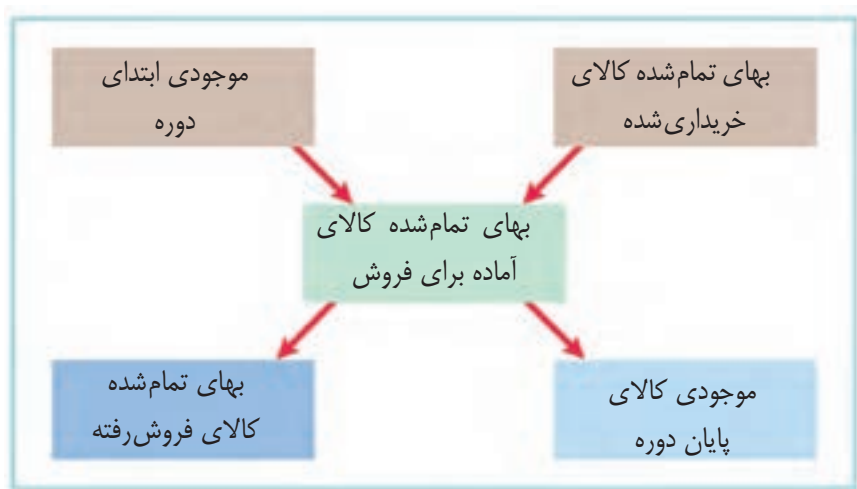 بهای تمام‌شده کالای
خریداری‌شده
موجودی ابتدای
دوره
بهای تمام‌شده کالای
آماده برای فروش
موجودی کالای
پایان دوره
بهای تمام‌شده
کالای فروش‌رفته